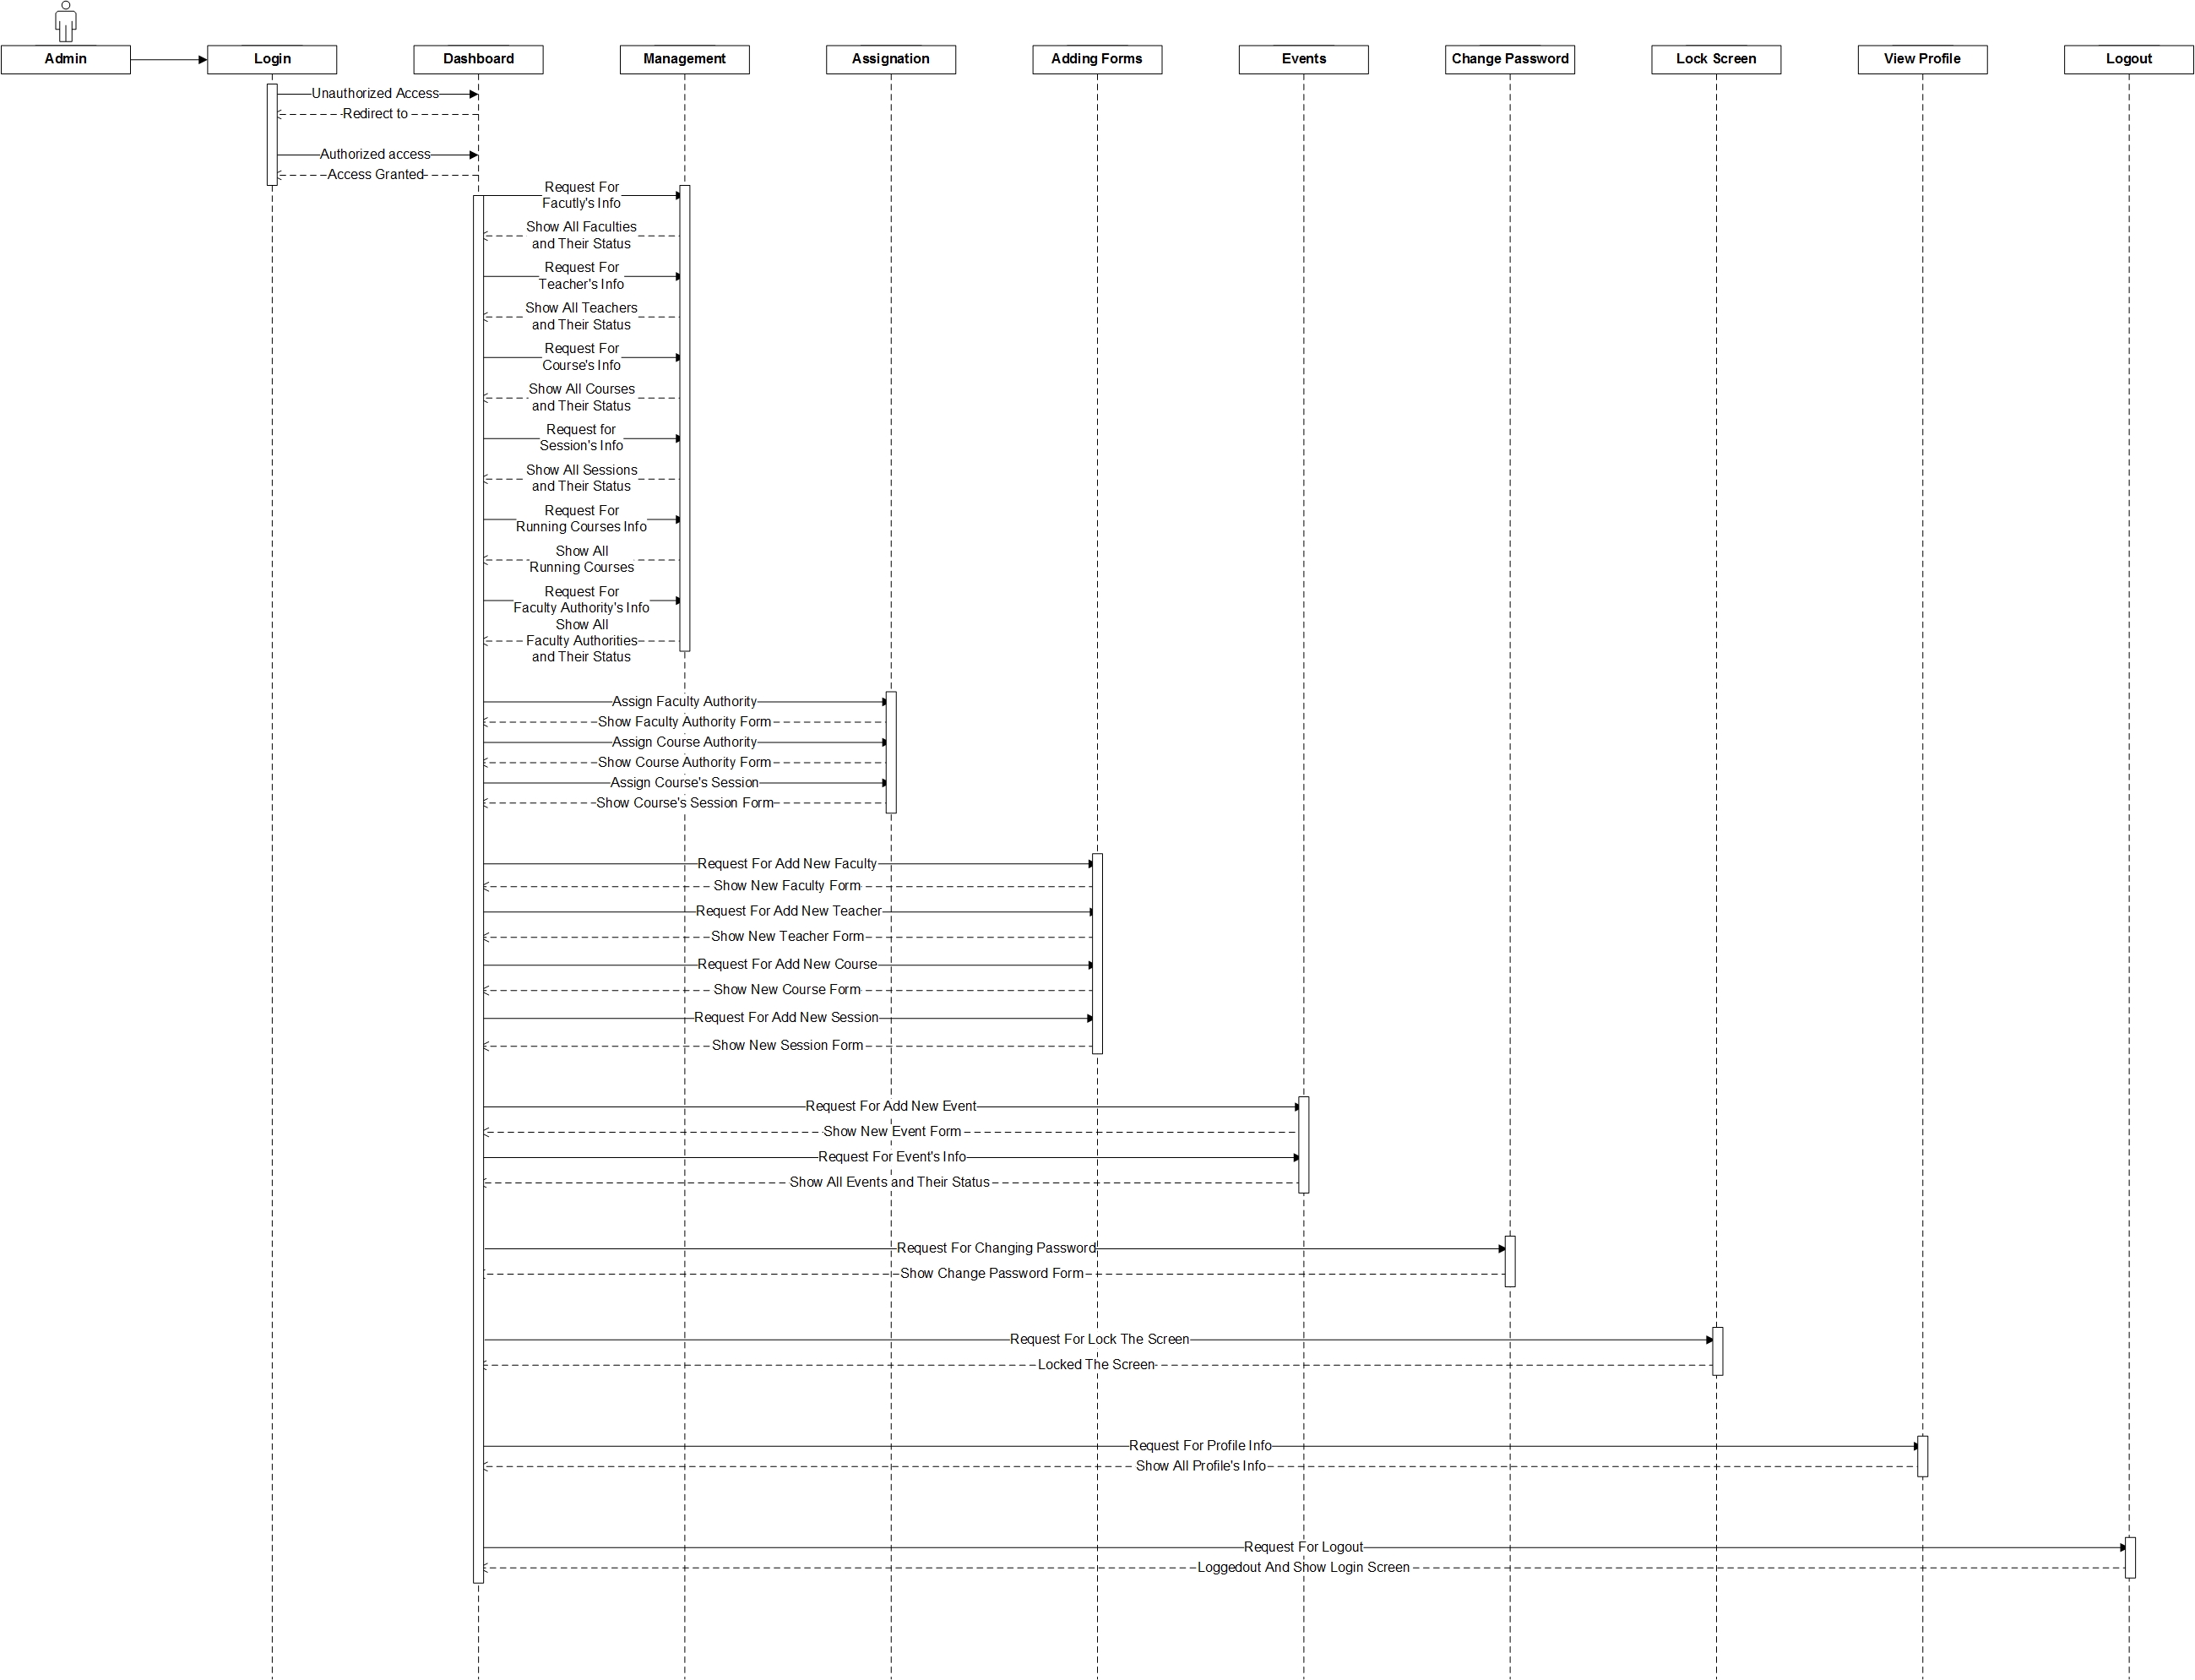 Admin
Login
Dashboard
Management
Assignation
Adding Forms
Events
Change Password
Lock Screen
View Profile
Logout
Unauthorized Access
Redirect to
Authorized access
Access Granted
Request For
Facutly's Info
Show All Faculties
and Their Status
Request For
Teacher's Info
Show All Teachers
and Their Status
Request For
Course's Info
Show All Courses
and Their Status
Request for
Session's Info
Show All Sessions
and Their Status
Request For
Running Courses Info
Show All
Running Courses
Request For
Faculty Authority's Info
Show All
Faculty Authorities
and Their Status
Assign Faculty Authority
Show Faculty Authority Form
Assign Course Authority
Show Course Authority Form
Assign Course's Session
Show Course's Session Form
Request For Add New Faculty
Show New Faculty Form
Request For Add New Teacher
Show New Teacher Form
Request For Add New Course
Show New Course Form
Request For Add New Session
Show New Session Form
Request For Add New Event
Show New Event Form
Request For Event's Info
Show All Events and Their Status
Request For Changing Password
Show Change Password Form
Request For Lock The Screen
Locked The Screen
Request For Profile Info
Show All Profile's Info
Request For Logout
Loggedout And Show Login Screen